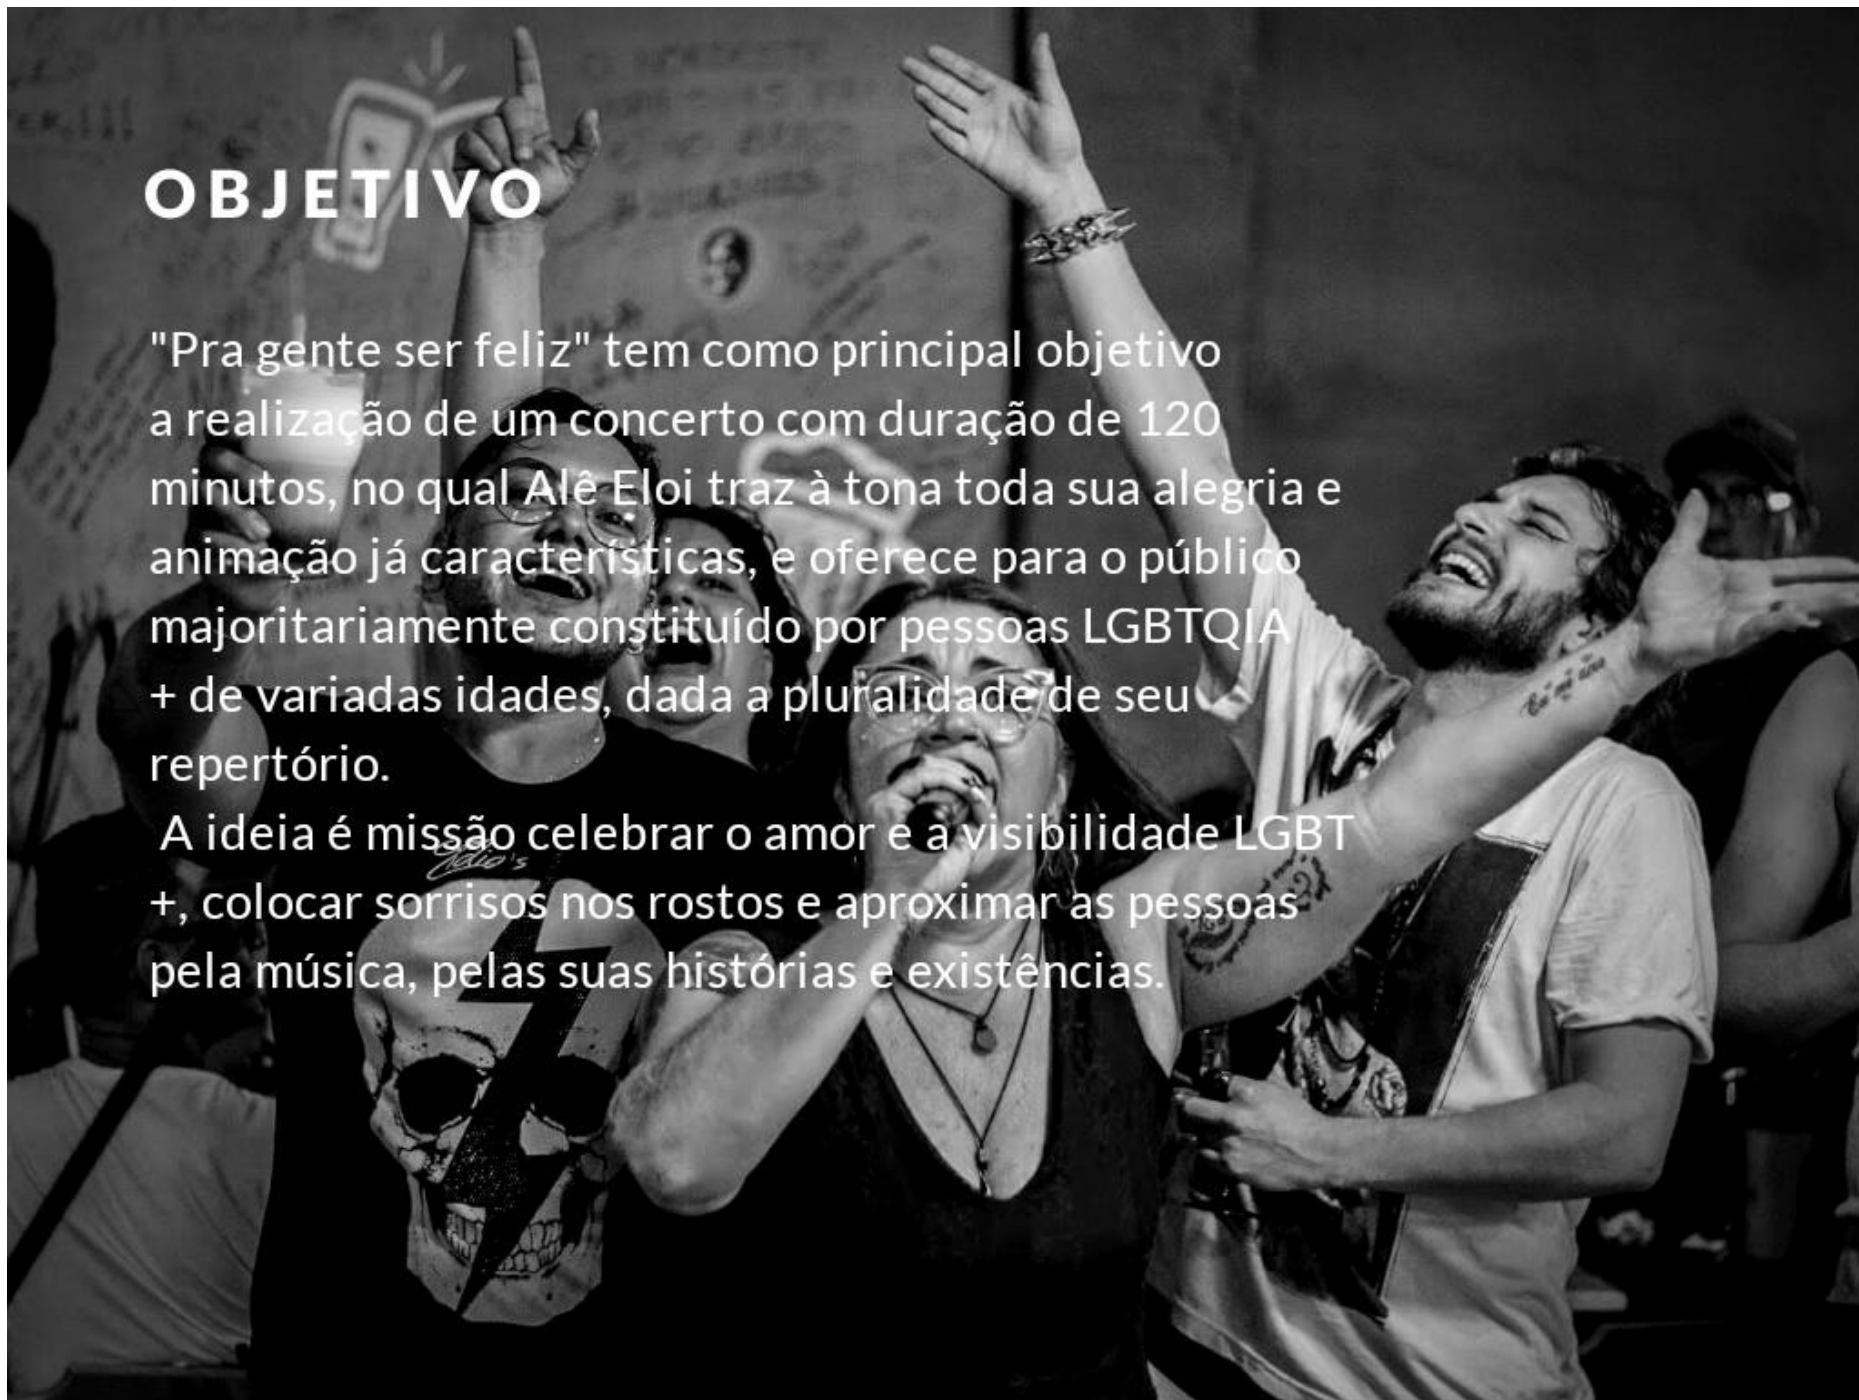 OBJETIVO
"Pra gente ser feliz" tem como principal objetivo
a realização de um concerto com duração de 120
minutos, no qual Alê Eloi traz à tona toda sua alegria e
animação já características, e oferece para o público
majoritariamente constituído por pessoas LGBTQIA
+ de variadas idades, dada a pluralidade de seu
repertório.
A ideia é missão celebrar o amor e a visibilidade LGBT
+, colocar sorrisos nos rostos e aproximar as pessoas
pela música, pelas suas histórias e existências.